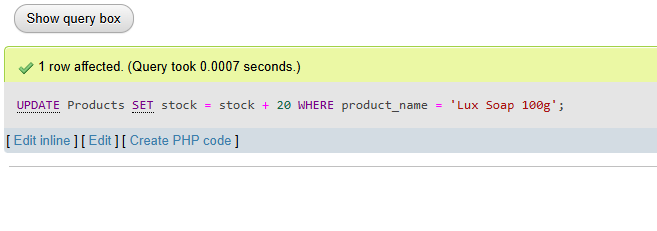 Show query box
1 row affected. (Query took 0.0007 seconds.)
UPDATE Products SET stock = stock + 20 WHERE product_name = 'Lux Soap 100g';
[ Edit inline ] [ Edit ] [ Create PHP code ]